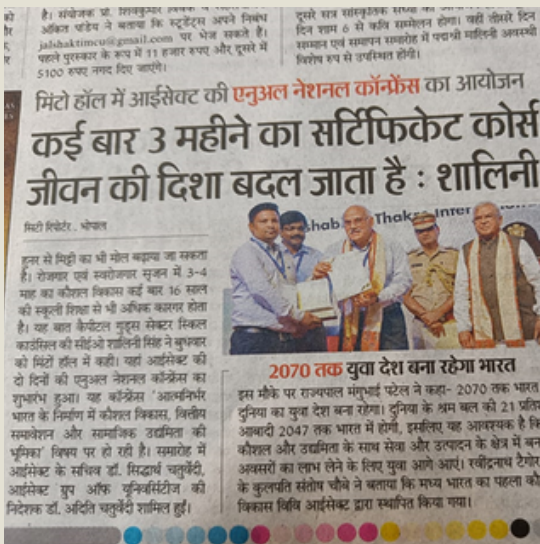 है। संयोजक प्रो. शिवकुमार
अंकित पांडेय ने बताया कि स्टूडेंट्स अपने निबंध
jalshaktimcu@gmail.com पर भेज सकते है।
पहले पुरस्कार के रूप में 11 हजार रुपए और दूसरे में
5100 रुपए नगद दिए जाएंगे।
दूसरे सत्र सांस्कृतिक संध्या का
दिन शाम 6 से कवि सम्मेलन होगा। वहीं तीसरे दिन
सम्मान एवं समापन समारोह में पद्मश्री मालिनी अवस्थी
विशेष रुप से उपस्थित होंगी।
मिंटो हॉल में आईसेक्ट की एनुअल नेशनल कॉन्फ्रेंस का आयोजन
कई बार 3 महीने का सर्टिफिकेट कोर्स
जीवन की दिशा बदल जाता है : शालिनी
सिटी रिपोर्टर . भोपाल
हुनर से मिट्टी का भी मोल बढ़ाया जा सकता
है। रोजगार एवं स्वरोजगार सृजन में 3-4
माह का कौशल विकास कई बार 16 साल
की स्कूली शिक्षा से भी अधिक कारगर होता
है। यह बात कैपीटल गुड्स सेक्टर स्किल
काउंसिल की सीईओ शालिनी सिंह ने बुधवार
को मिंटो हॉल में कही। यहां आईसेक्ट की
दो दिनों की एनुअल नेशनल कॉन्फ्रेंस का
शुभारंभ हुआ। यह कॉन्फ्रेंस 'आत्मनिर्भर
भारत के निर्माण में कौशल विकास, वित्तीय
समावेशन और सामाजिक उद्यमिता की
भूमिका' विषय पर हो रही है। समारोह में
आईसेक्ट के सचिव डॉ. सिद्धार्थ चतुर्वेदी,
आईसेक्ट ग्रुप ऑफ यूनिवर्सिटीज की
निदेशक डॉ. अदिति चतुर्वेदी शामिल हुईं।
shab Thakre Inter
2070 तक युवा देश बना रहेगा भारत
इस मौके पर राज्यपाल मंगुभाई पटेल ने कहा- 2070 तक भारत
दुनिया का युवा देश बना रहेगा। दुनिया के श्रम बल की 21 प्रति
आबादी 2047 तक भारत में होगी, इसलिए यह आवश्यक है कि
कौशल और उद्यमिता के साथ सेवा और उत्पादन के क्षेत्र में बन
अवसरों का लाभ लेने के लिए युवा आगे आएं। रवींद्रनाथ टैगोर
के कुलपति संतोष चौबे ने बताया कि मध्य भारत का पहला कौ
विकास विवि आईसेक्ट द्वारा स्थापित किया गया।